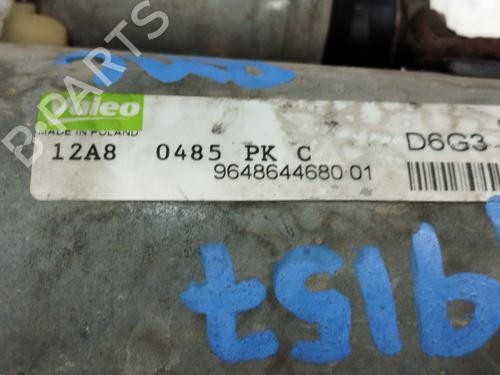 Valeo
MADE IN POLAND
12A8 0485 PK C D6G3
9648644680 01
9157
B-PARTS